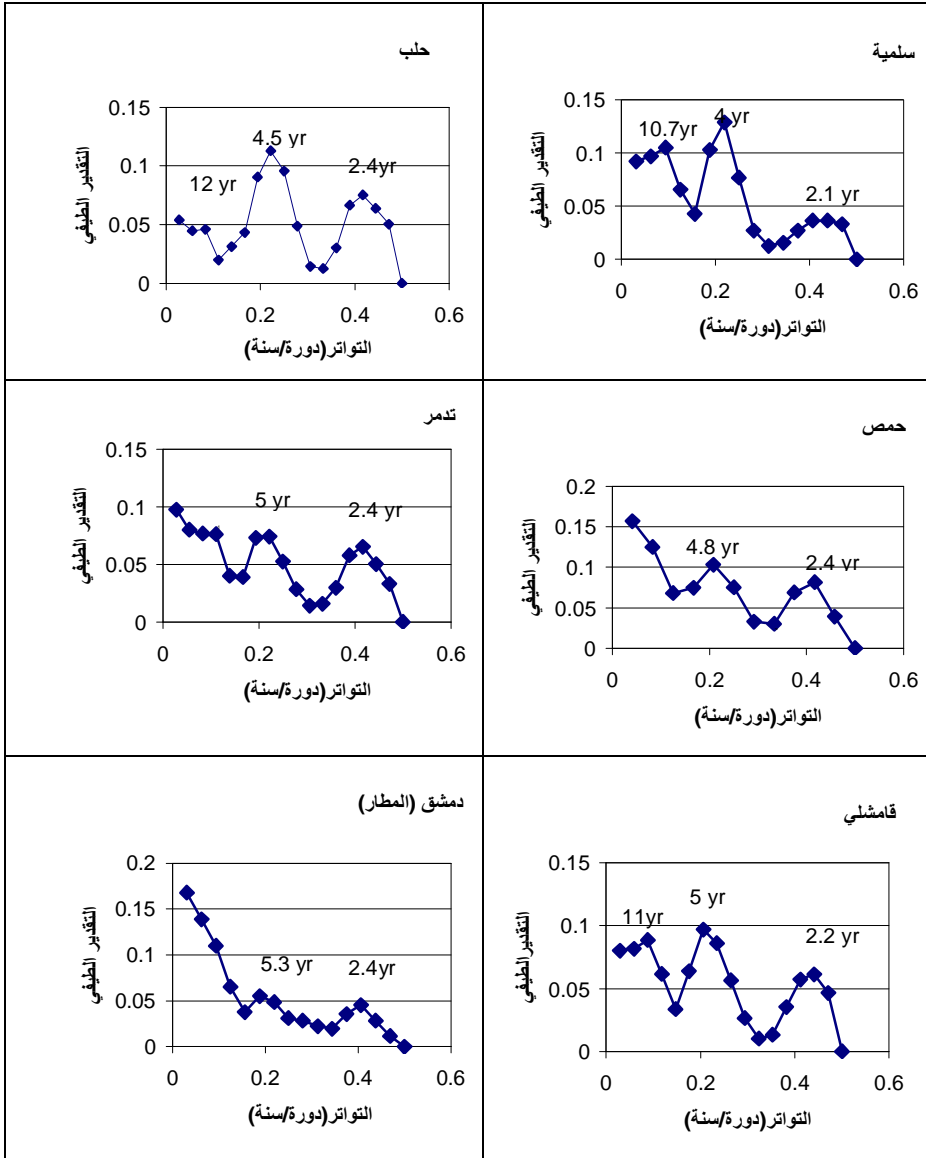 حلب
التقدير الطيفي
0.15
0.1
0.05
0
12 yr
4.5 yr
2.4yr
0 0.2 0.4 0.6
التواتر(دورة/سنة)
سلمية
التقدير الطيفي
0.15
0.1
0.05
0
10.7yr
4 yr
2.1 yr
0 0.2 0.4 0.6
التواتر(دورة/سنة)
تدمر
التقدير الطيفي
0.15
0.1
0.05
0
5 yr
2.4 yr
0 0.2 0.4 0.6
التواتر(دورة/سنة)
حمص
التقدير الطيفي
0.2
0.15
0.1
0.05
0
4.8 yr
2.4 yr
0 0.2 0.4 0.6
التواتر(دورة/سنة)
دمشق (المطار)
التقدير الطيفي
0.2
0.15
0.1
0.05
0
5.3 yr
2.4yr
0 0.2 0.4 0.6
التواتر(دورة/سنة)
قامشلي
التقدير الطيفي
0.15
0.1
0.05
0
11yr
5 yr
2.2 yr
0 0.2 0.4 0.6
التواتر(دورة/سنة)